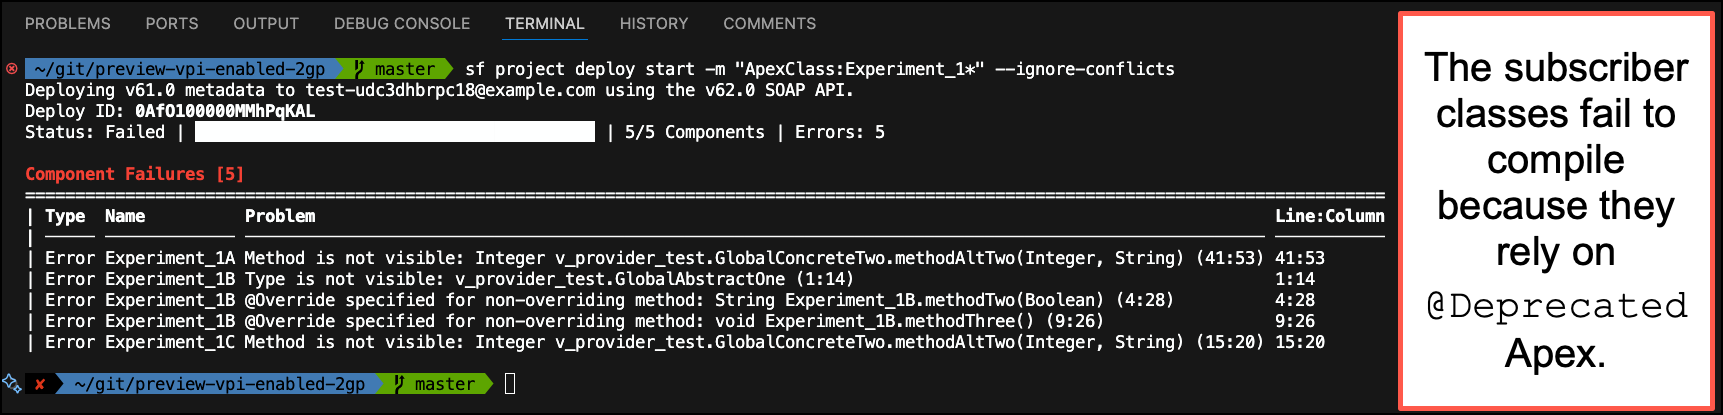 PROBLEMS PORTS OUTPUT DEBUG CONSOLE TERMINAL HISTORY COMMENTS
~/git/preview-vpi-enabled-2gp master sf project deploy start -m "ApexClass:Experiment_1*" --ignore-conflicts
Deploying v61.0 metadata to test-udc3dhbrpc18@example.com using the v62.0 SOAP API.
Deploy ID: 0AfO100000MMhPqKAL
Status: Failed | | 5/5 Components | Errors: 5
Component Failures [5]
| Type Name Problem Line:Column
| Error Experiment_1A Method is not visible: Integer v_provider_test.GlobalConcreteTwo.methodAltTwo(Integer, String) (41:53) 41:53
| Error Experiment_1B Type is not visible: v_provider_test.GlobalAbstractOne (1:14) 1:14
| Error Experiment_1B @Override specified for non-overriding method: String Experiment_1B.methodTwo(Boolean) (4:28) 4:28
| Error Experiment_1B @Override specified for non-overriding method: void Experiment_1B.methodThree() (9:26) 9:26
| Error Experiment_1C Method is not visible: Integer v_provider_test.GlobalConcreteTwo.methodAltTwo(Integer, String) (15:20) 15:20
✘ ~/git/preview-vpi-enabled-2gp master
The subscriber
classes fail to
compile
because they
rely on
@Deprecated
Apex.